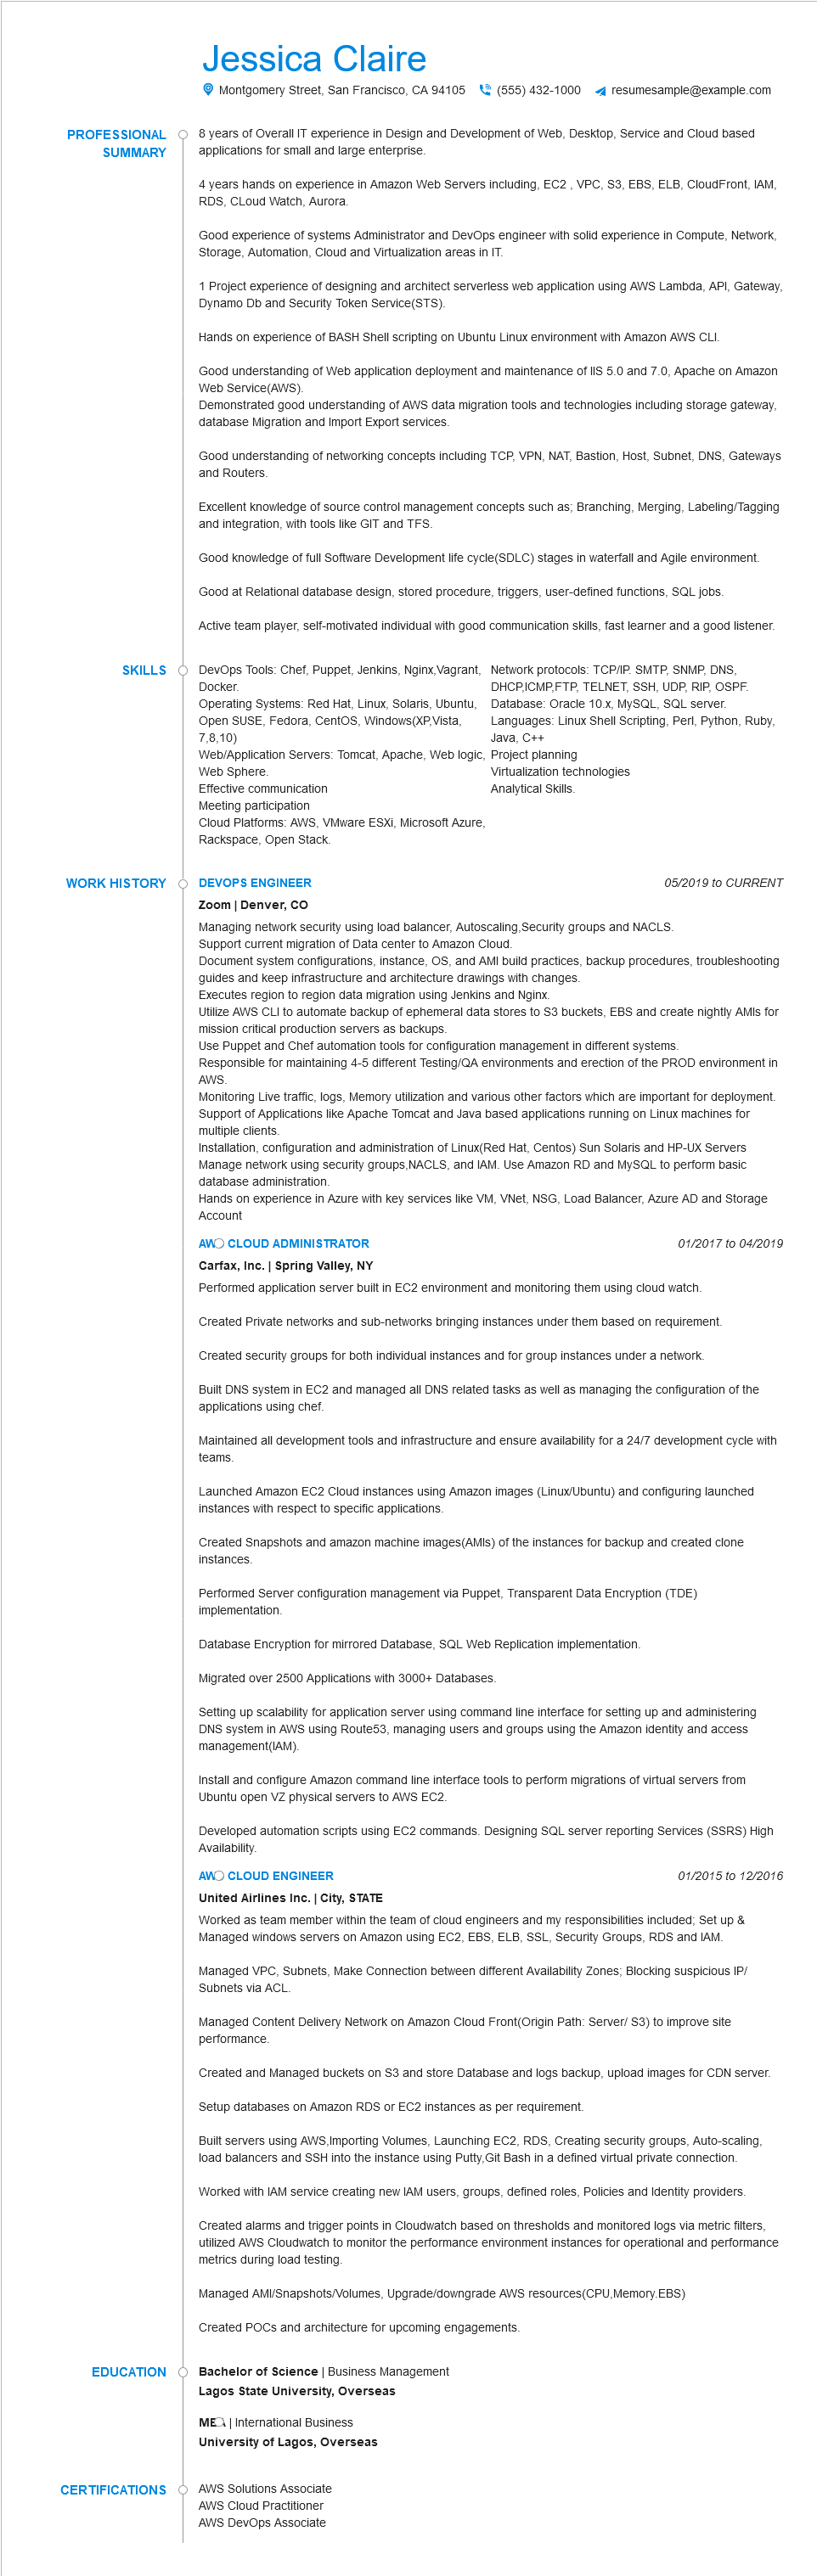 Jessica Claire
Montgomery Street, San Francisco, CA 94105 (555) 432-1000 resumesample@example.com
PROFESSIONAL
SUMMARY
8 years of Overall IT experience in Design and Development of Web, Desktop, Service and Cloud based
applications for small and large enterprise.
4 years hands on experience in Amazon Web Servers including, EC2 , VPC, S3, EBS, ELB, CloudFront, IAM,
RDS, CLoud Watch, Aurora.
Good experience of systems Administrator and DevOps engineer with solid experience in Compute, Network,
Storage, Automation, Cloud and Virtualization areas in IT.
1 Project experience of designing and architect serverless web application using AWS Lambda, API, Gateway,
Dynamo Db and Security Token Service(STS).
Hands on experience of BASH Shell scripting on Ubuntu Linux environment with Amazon AWS CLI.
Good understanding of Web application deployment and maintenance of IIS 5.0 and 7.0, Apache on Amazon
Web Service(AWS).
Demonstrated good understanding of AWS data migration tools and technologies including storage gateway,
database Migration and Import Export services.
Good understanding of networking concepts including TCP, VPN, NAT, Bastion, Host, Subnet, DNS, Gateways
and Routers.
Excellent knowledge of source control management concepts such as; Branching, Merging, Labeling/Tagging
and integration, with tools like GIT and TFS.
Good knowledge of full Software Development life cycle(SDLC) stages in waterfall and Agile environment.
Good at Relational database design, stored procedure, triggers, user-defined functions, SQL jobs.
Active team player, self-motivated individual with good communication skills, fast learner and a good listener.
SKILLS
DevOps Tools: Chef, Puppet, Jenkins, Nginx,Vagrant,
Docker.
Operating Systems: Red Hat, Linux, Solaris, Ubuntu,
Open SUSE, Fedora, CentOS, Windows(XP,Vista,
7,8,10)
Web/Application Servers: Tomcat, Apache, Web logic,
Web Sphere.
Effective communication
Meeting participation
Cloud Platforms: AWS, VMware ESXi, Microsoft Azure,
Rackspace, Open Stack.
Network protocols: TCP/IP. SMTP, SNMP, DNS,
DHCP,ICMP,FTP, TELNET, SSH, UDP, RIP, OSPF.
Database: Oracle 10.x, MySQL, SQL server.
Languages: Linux Shell Scripting, Perl, Python, Ruby,
Java, C++
Project planning
Virtualization technologies
Analytical Skills.
WORK HISTORY
DEVOPS ENGINEER 05/2019 to CURRENT
Zoom | Denver, CO
Managing network security using load balancer, Autoscaling,Security groups and NACLS.
Support current migration of Data center to Amazon Cloud.
Document system configurations, instance, OS, and AMI build practices, backup procedures, troubleshooting
guides and keep infrastructure and architecture drawings with changes.
Executes region to region data migration using Jenkins and Nginx.
Utilize AWS CLI to automate backup of ephemeral data stores to S3 buckets, EBS and create nightly AMIs for
mission critical production servers as backups.
Use Puppet and Chef automation tools for configuration management in different systems.
Responsible for maintaining 4-5 different Testing/QA environments and erection of the PROD environment in
AWS.
Monitoring Live traffic, logs, Memory utilization and various other factors which are important for deployment.
Support of Applications like Apache Tomcat and Java based applications running on Linux machines for
multiple clients.
Installation, configuration and administration of Linux(Red Hat, Centos) Sun Solaris and HP-UX Servers
Manage network using security groups,NACLS, and IAM. Use Amazon RD and MySQL to perform basic
database administration.
Hands on experience in Azure with key services like VM, VNet, NSG, Load Balancer, Azure AD and Storage
Account
CLOUD ADMINISTRATOR 01/2017 to 04/2019
Carfax, Inc. | Spring Valley, NY
Performed application server built in EC2 environment and monitoring them using cloud watch.
Created Private networks and sub-networks bringing instances under them based on requirement.
Created security groups for both individual instances and for group instances under a network.
Built DNS system in EC2 and managed all DNS related tasks as well as managing the configuration of the
applications using chef.
Maintained all development tools and infrastructure and ensure availability for a 24/7 development cycle with
teams.
Launched Amazon EC2 Cloud instances using Amazon images (Linux/Ubuntu) and configuring launched
instances with respect to specific applications.
Created Snapshots and amazon machine images(AMIs) of the instances for backup and created clone
instances.
Performed Server configuration management via Puppet, Transparent Data Encryption (TDE)
implementation.
Database Encryption for mirrored Database, SQL Web Replication implementation.
Migrated over 2500 Applications with 3000+ Databases.
Setting up scalability for application server using command line interface for setting up and administering
DNS system in AWS using Route53, managing users and groups using the Amazon identity and access
management(IAM).
Install and configure Amazon command line interface tools to perform migrations of virtual servers from
Ubuntu open VZ physical servers to AWS EC2.
Developed automation scripts using EC2 commands. Designing SQL server reporting Services (SSRS) High
Availability.
CLOUD ENGINEER 01/2015 to 12/2016
United Airlines Inc. | City, STATE
Worked as team member within the team of cloud engineers and my responsibilities included; Set up &
Managed windows servers on Amazon using EC2, EBS, ELB, SSL, Security Groups, RDS and IAM.
Managed VPC, Subnets, Make Connection between different Availability Zones; Blocking suspicious IP/
Subnets via ACL.
Managed Content Delivery Network on Amazon Cloud Front(Origin Path: Server/ S3) to improve site
performance.
Created and Managed buckets on S3 and store Database and logs backup, upload images for CDN server.
Setup databases on Amazon RDS or EC2 instances as per requirement.
Built servers using AWS,Importing Volumes, Launching EC2, RDS, Creating security groups, Auto-scaling,
load balancers and SSH into the instance using Putty,Git Bash in a defined virtual private connection.
Worked with IAM service creating new IAM users, groups, defined roles, Policies and Identity providers.
Created alarms and trigger points in Cloudwatch based on thresholds and monitored logs via metric filters,
utilized AWS Cloudwatch to monitor the performance environment instances for operational and performance
metrics during load testing.
Managed AMI/Snapshots/Volumes, Upgrade/downgrade AWS resources(CPU,Memory.EBS)
Created POCs and architecture for upcoming engagements.
EDUCATION
Bachelor of Science | Business Management
Lagos State University, Overseas
| International Business
University of Lagos, Overseas
CERTIFICATIONS
AWS Solutions Associate
AWS Cloud Practitioner
AWS DevOps Associate